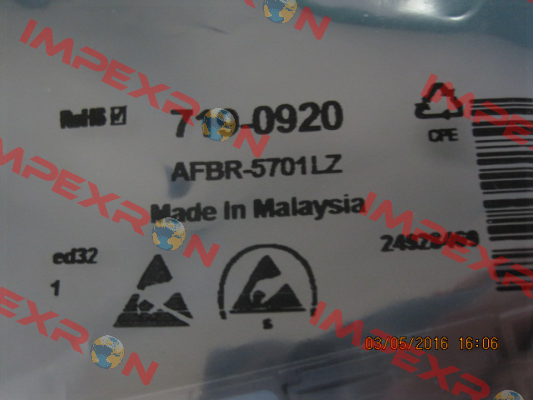 IMPEXRON
RoHS
AFBR-5701LZ
CPE
Made In Malaysia
ed32
1
S
03/05/2016 16:06